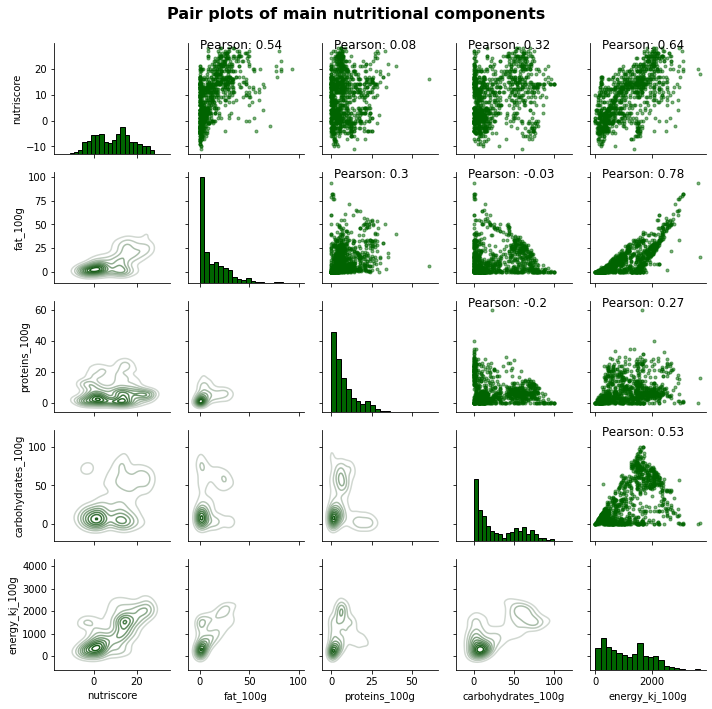 Pair plots of main nutritional components
Pearson: 0.54
Pearson: 0.08
Pearson: 0.32
Pearson: 0.64
nutriscore
20
10
0
−10
Pearson: 0.3
Pearson: -0.03
Pearson: 0.78
fat_100g
100
75
50
25
0
Pearson: -0.2
Pearson: 0.27
proteins_100g
60
40
20
0
Pearson: 0.53
carbohydrates_100g
100
50
0
energy_kj_100g
4000
3000
2000
1000
0
0 20
0 50 100
0 25 50
0 50 100
0 2000
nutriscore
fat_100g
proteins_100g
carbohydrates_100g
energy_kj_100g